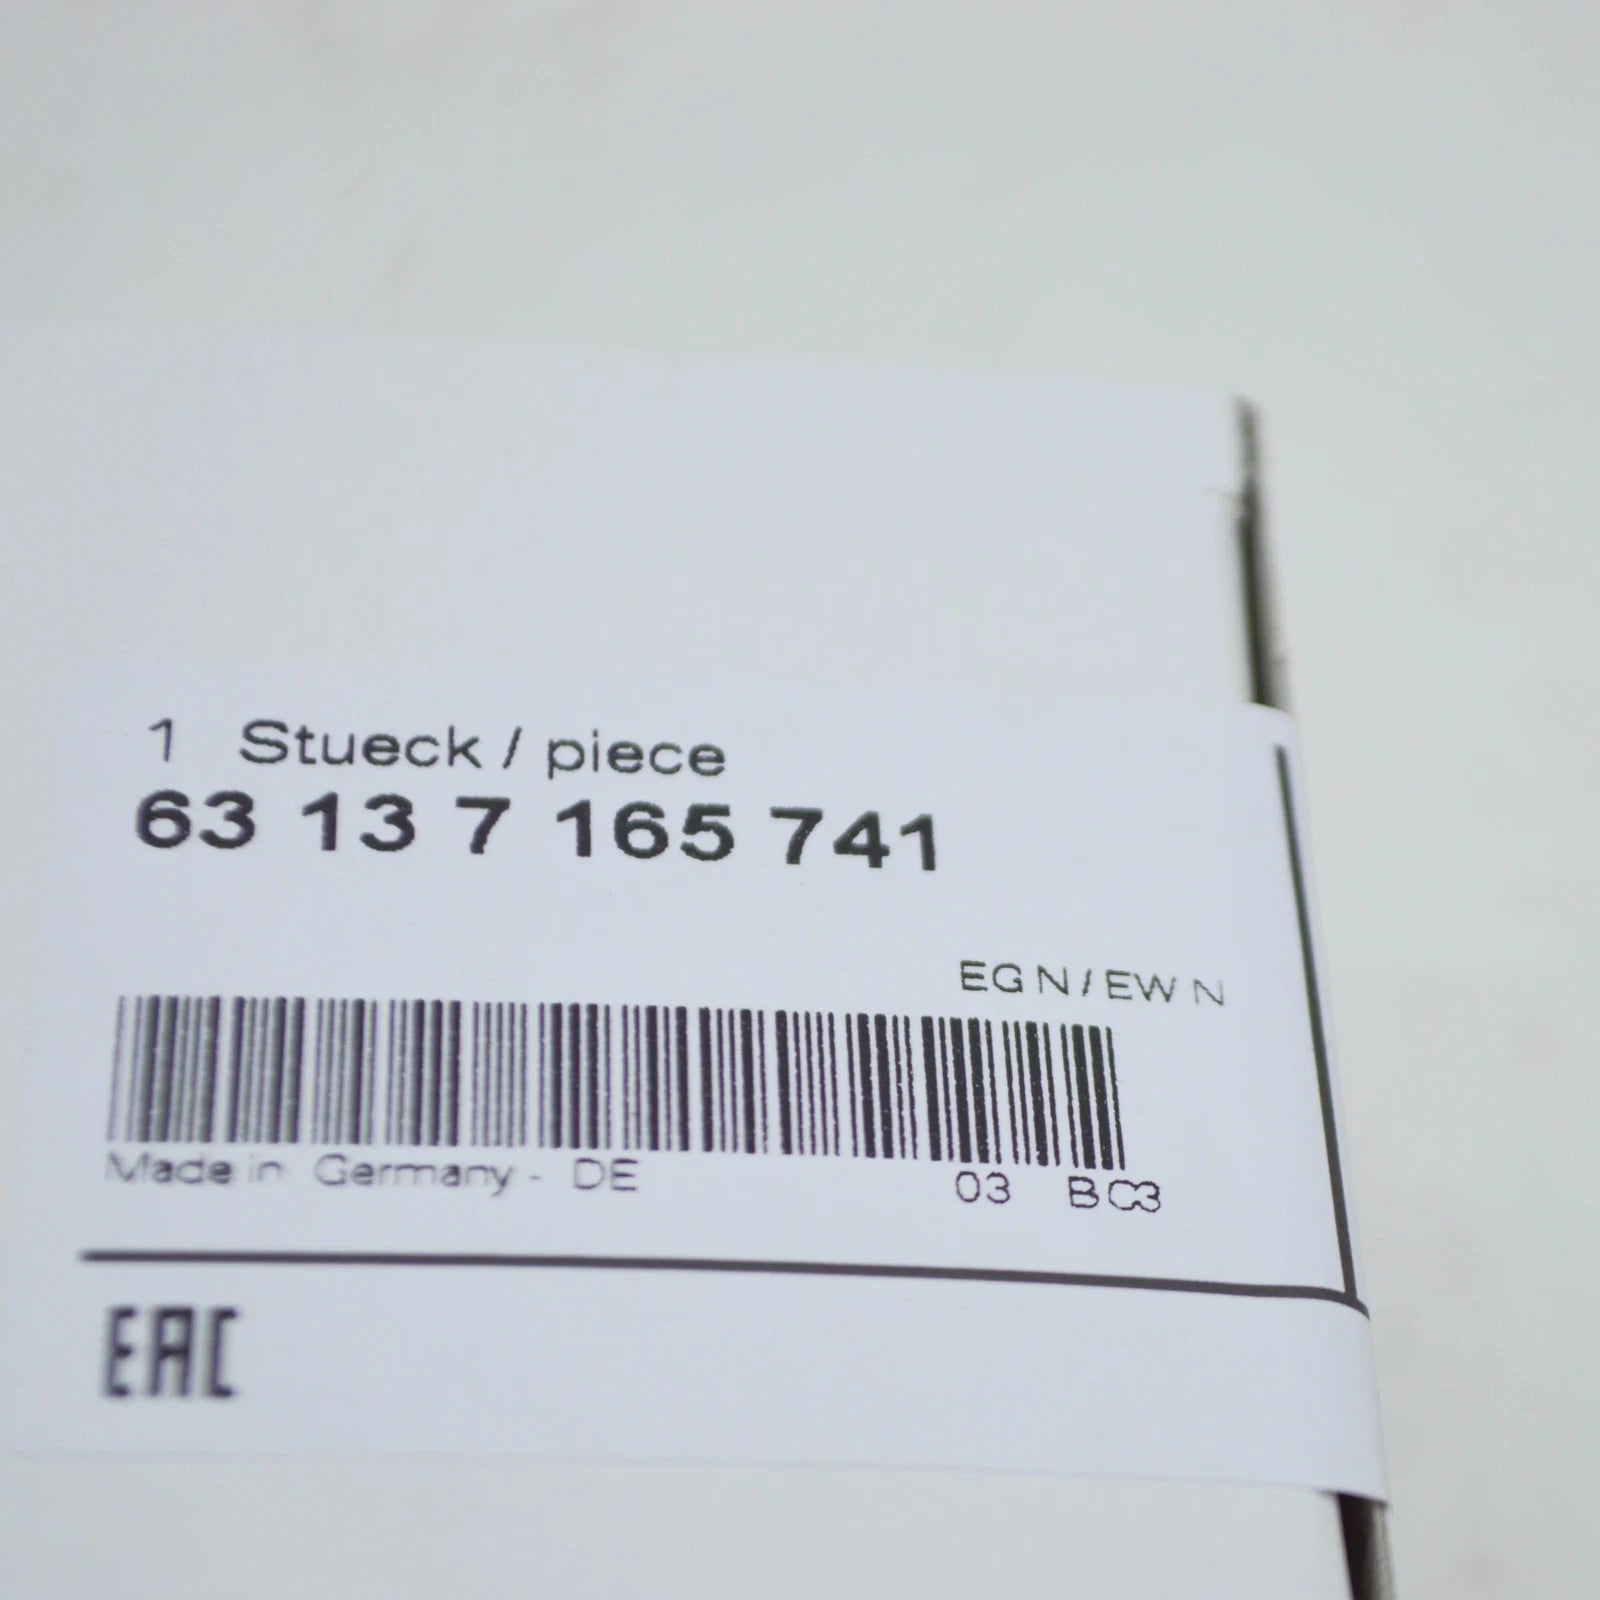 1 Stueck / piece
63 13 7 165 741
EG N / EW N
Made in Germany - DE 03 BC3
EAC